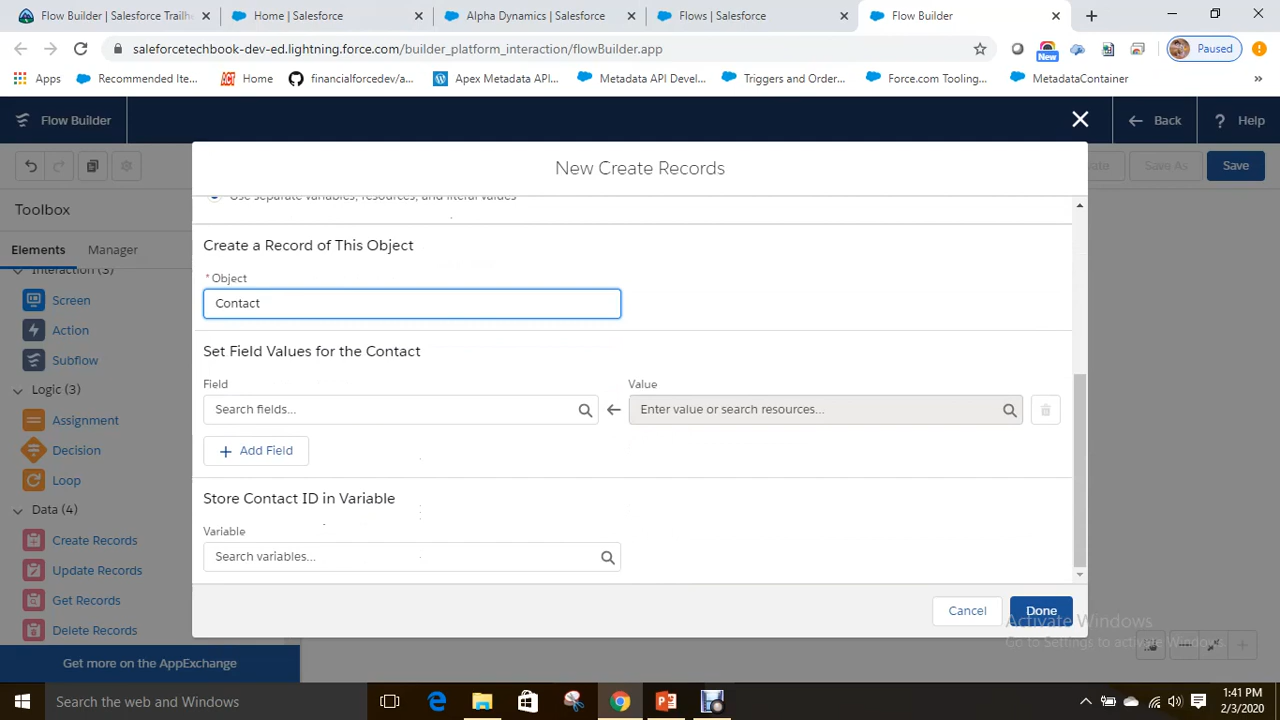 Flow Builder | Salesforce Trailhe
Home | Salesforce
Alpha Dynamics | Salesforce
Flows | Salesforce
Flow Builder
saleforcetechbook-dev-ed.lightning.force.com/builder_platform_interaction/flowBuilder.app
New
Paused
Apps
Recommended Ite...
Home
financialforcedev/a...
Apex Metadata API...
Metadata API Devel...
Triggers and Order...
Force.com Tooling...
MetadataContainer
»
Flow Builder
Back
? Help
New Create Records
Save As
Save
Toolbox
Use separate variables, resources, and literal values
Elements
Manager
Interaction (3)
Screen
Action
Subflow
Logic (3)
Assignment
Decision
Loop
Data (4)
Create Records
Update Records
Get Records
Delete Records
Get more on the AppExchange
Create a Record of This Object
* Object
Contact
Set Field Values for the Contact
Field
Value
Search fields...
Enter value or search resources...
+ Add Field
Store Contact ID in Variable
Variable
Search variables...
Cancel
Done
Activate Windows
Go to Settings to activate Windows.
Search the web and Windows
1:41 PM
2/3/2020